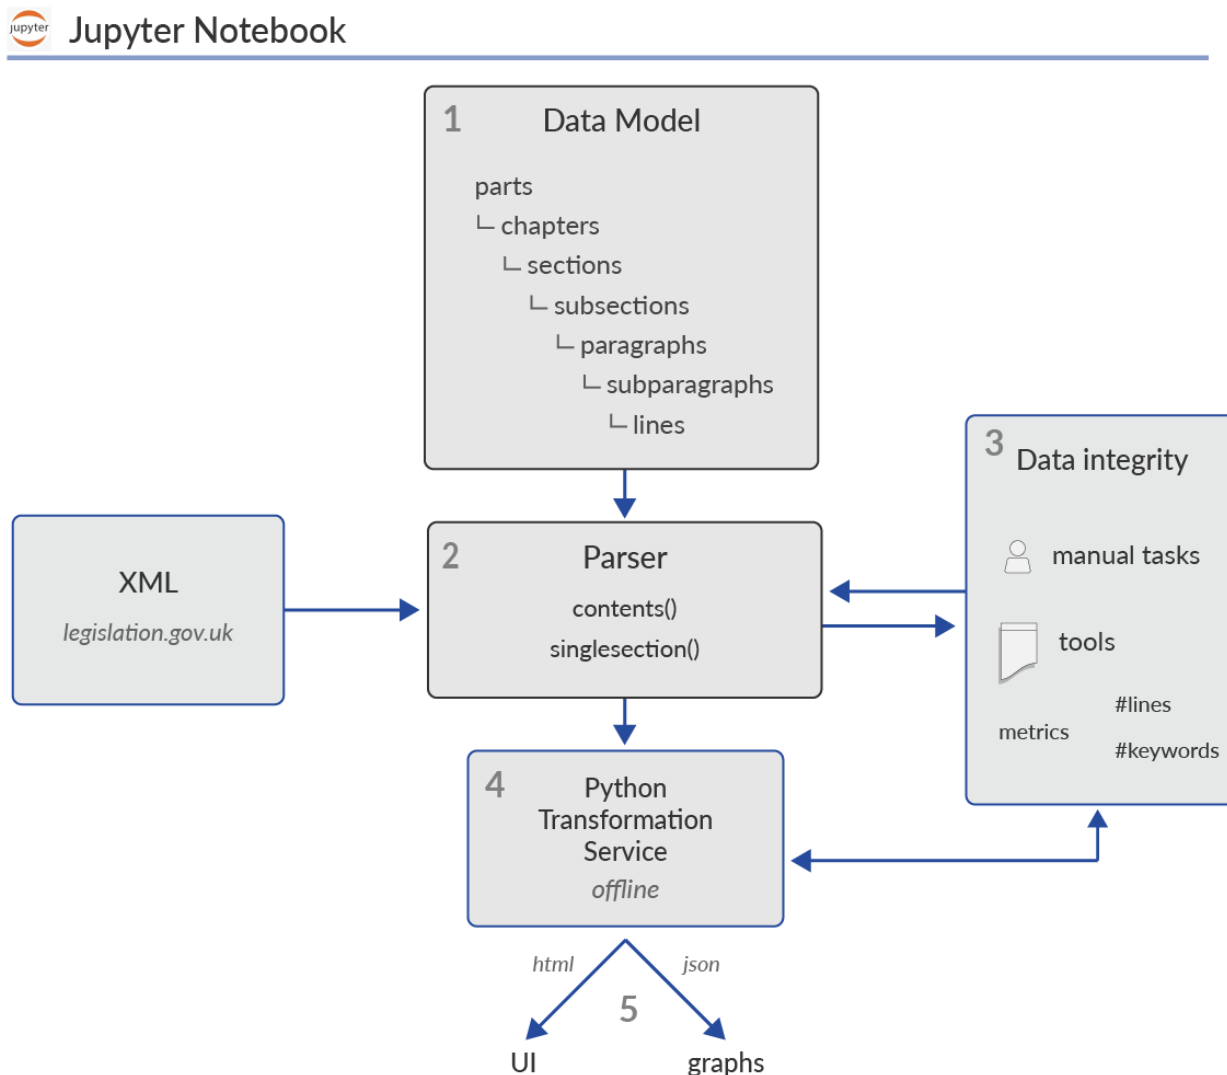 jupyter
Jupyter Notebook
1
Data Model
parts
chapters
sections
subsections
paragraphs
subparagraphs
lines
XML
legislation.gov.uk
2
Parser
contents()
singlesection()
3
Data integrity
manual tasks
tools
metrics
#lines
#keywords
4
Python
Transformation
Service
offline
html
json
5
UI
graphs